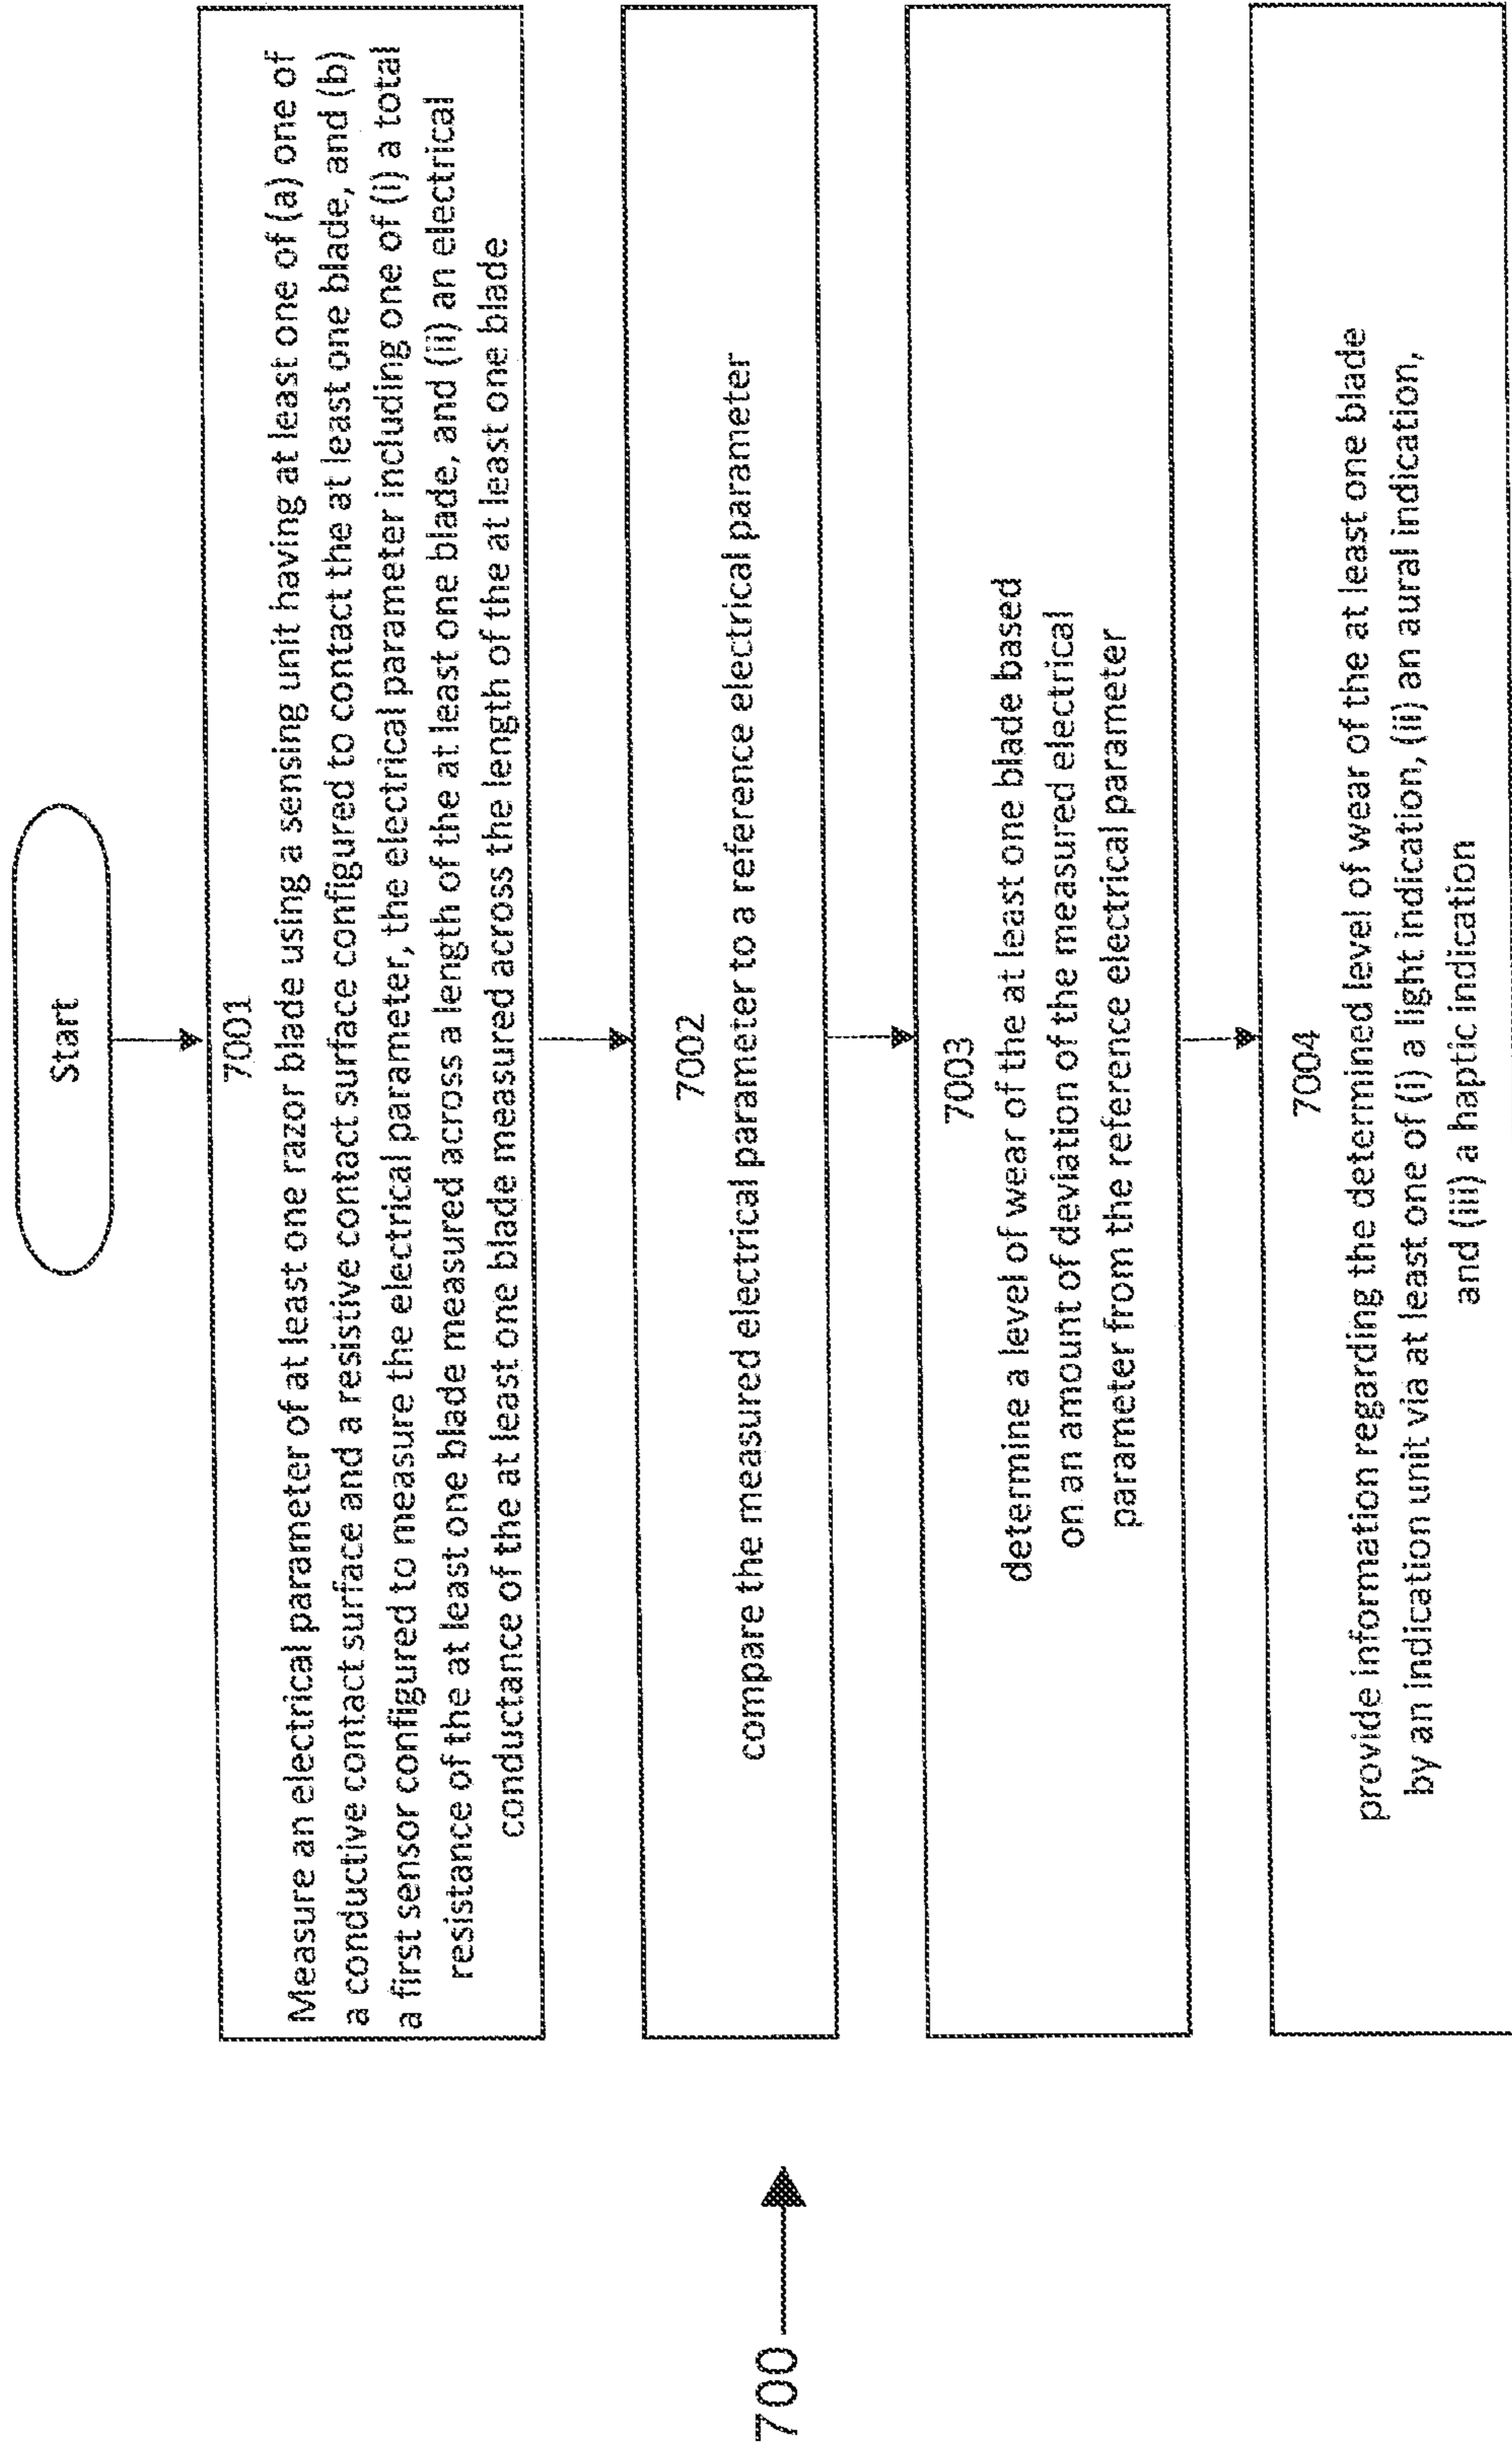 Start
7001
Measure an electrical parameter of at least one razor blade using a sensing unit having at least one of (a) one of
a conductive contact surface and a resistive contact surface configured to contact the at least one blade, and (b)
a first sensor configured to measure the electrical parameter, the electrical parameter including one of (i) a total
resistance of the at least one blade measured across a length of the at least one blade, and (ii) an electrical
conductance of the at least one blade measured across the length of the at least one blade
7002
compare the measured electrical parameter to a reference electrical parameter
7003
determine a level of wear of the at least one blade based
on an amount of deviation of the measured electrical
parameter from the reference electrical parameter
7004
provide information regarding the determined level of wear of the at least one blade
by an indication unit via at least one of (i) a light indication, (ii) an aural indication,
and (iii) a haptic indication
700